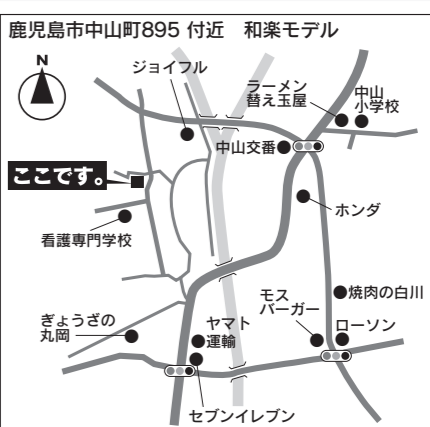 鹿児島市中山町895 付近　和楽モデル
N
ジョイフル
ラーメン
替え玉屋
中山
小学校
中山交番
ここです。
ホンダ
看護専門学校
焼肉の白川
モス
バーガー
ローソン
ぎょうざの
丸岡
ヤマト
運輸
セブンイレブン